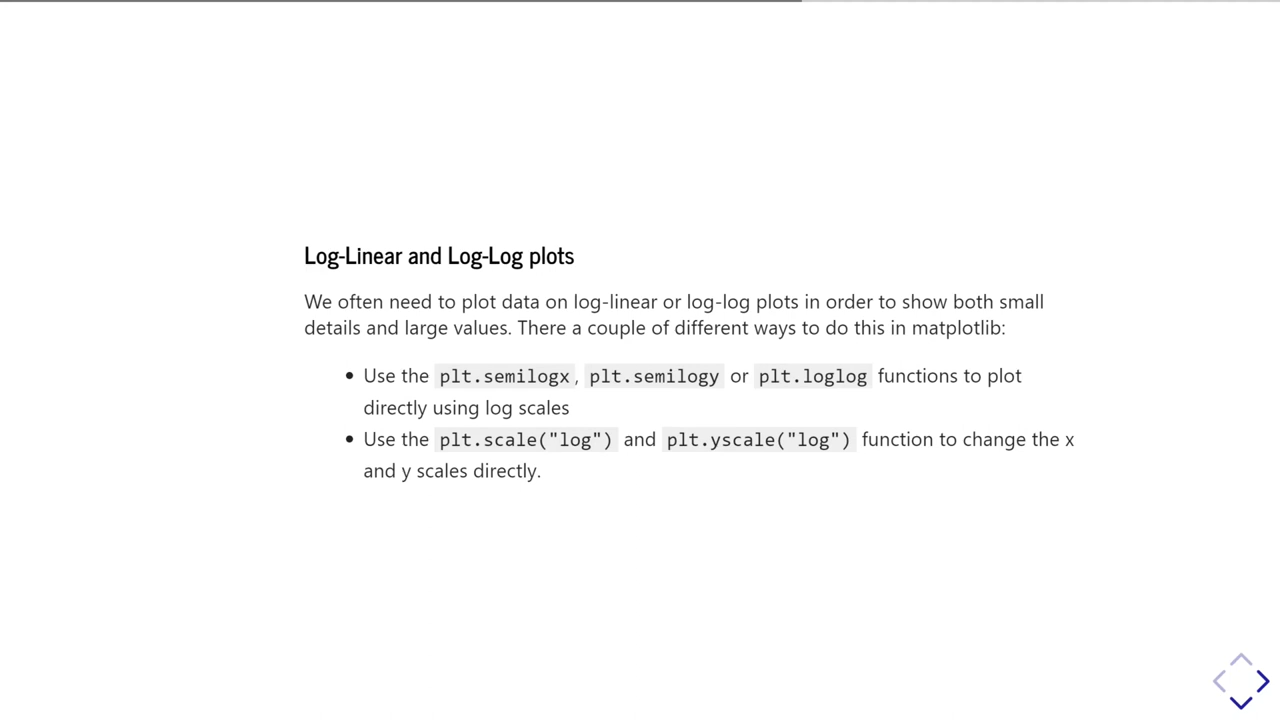 Log-Linear and Log-Log plots
We often need to plot data on log-linear or log-log plots in order to show both small
details and large values. There a couple of different ways to do this in matplotlib:
• Use the plt.semilogx, plt.semilogy or plt.loglog functions to plot
directly using log scales
• Use the plt.scale("log") and plt.yscale("log") function to change the x
and y scales directly.